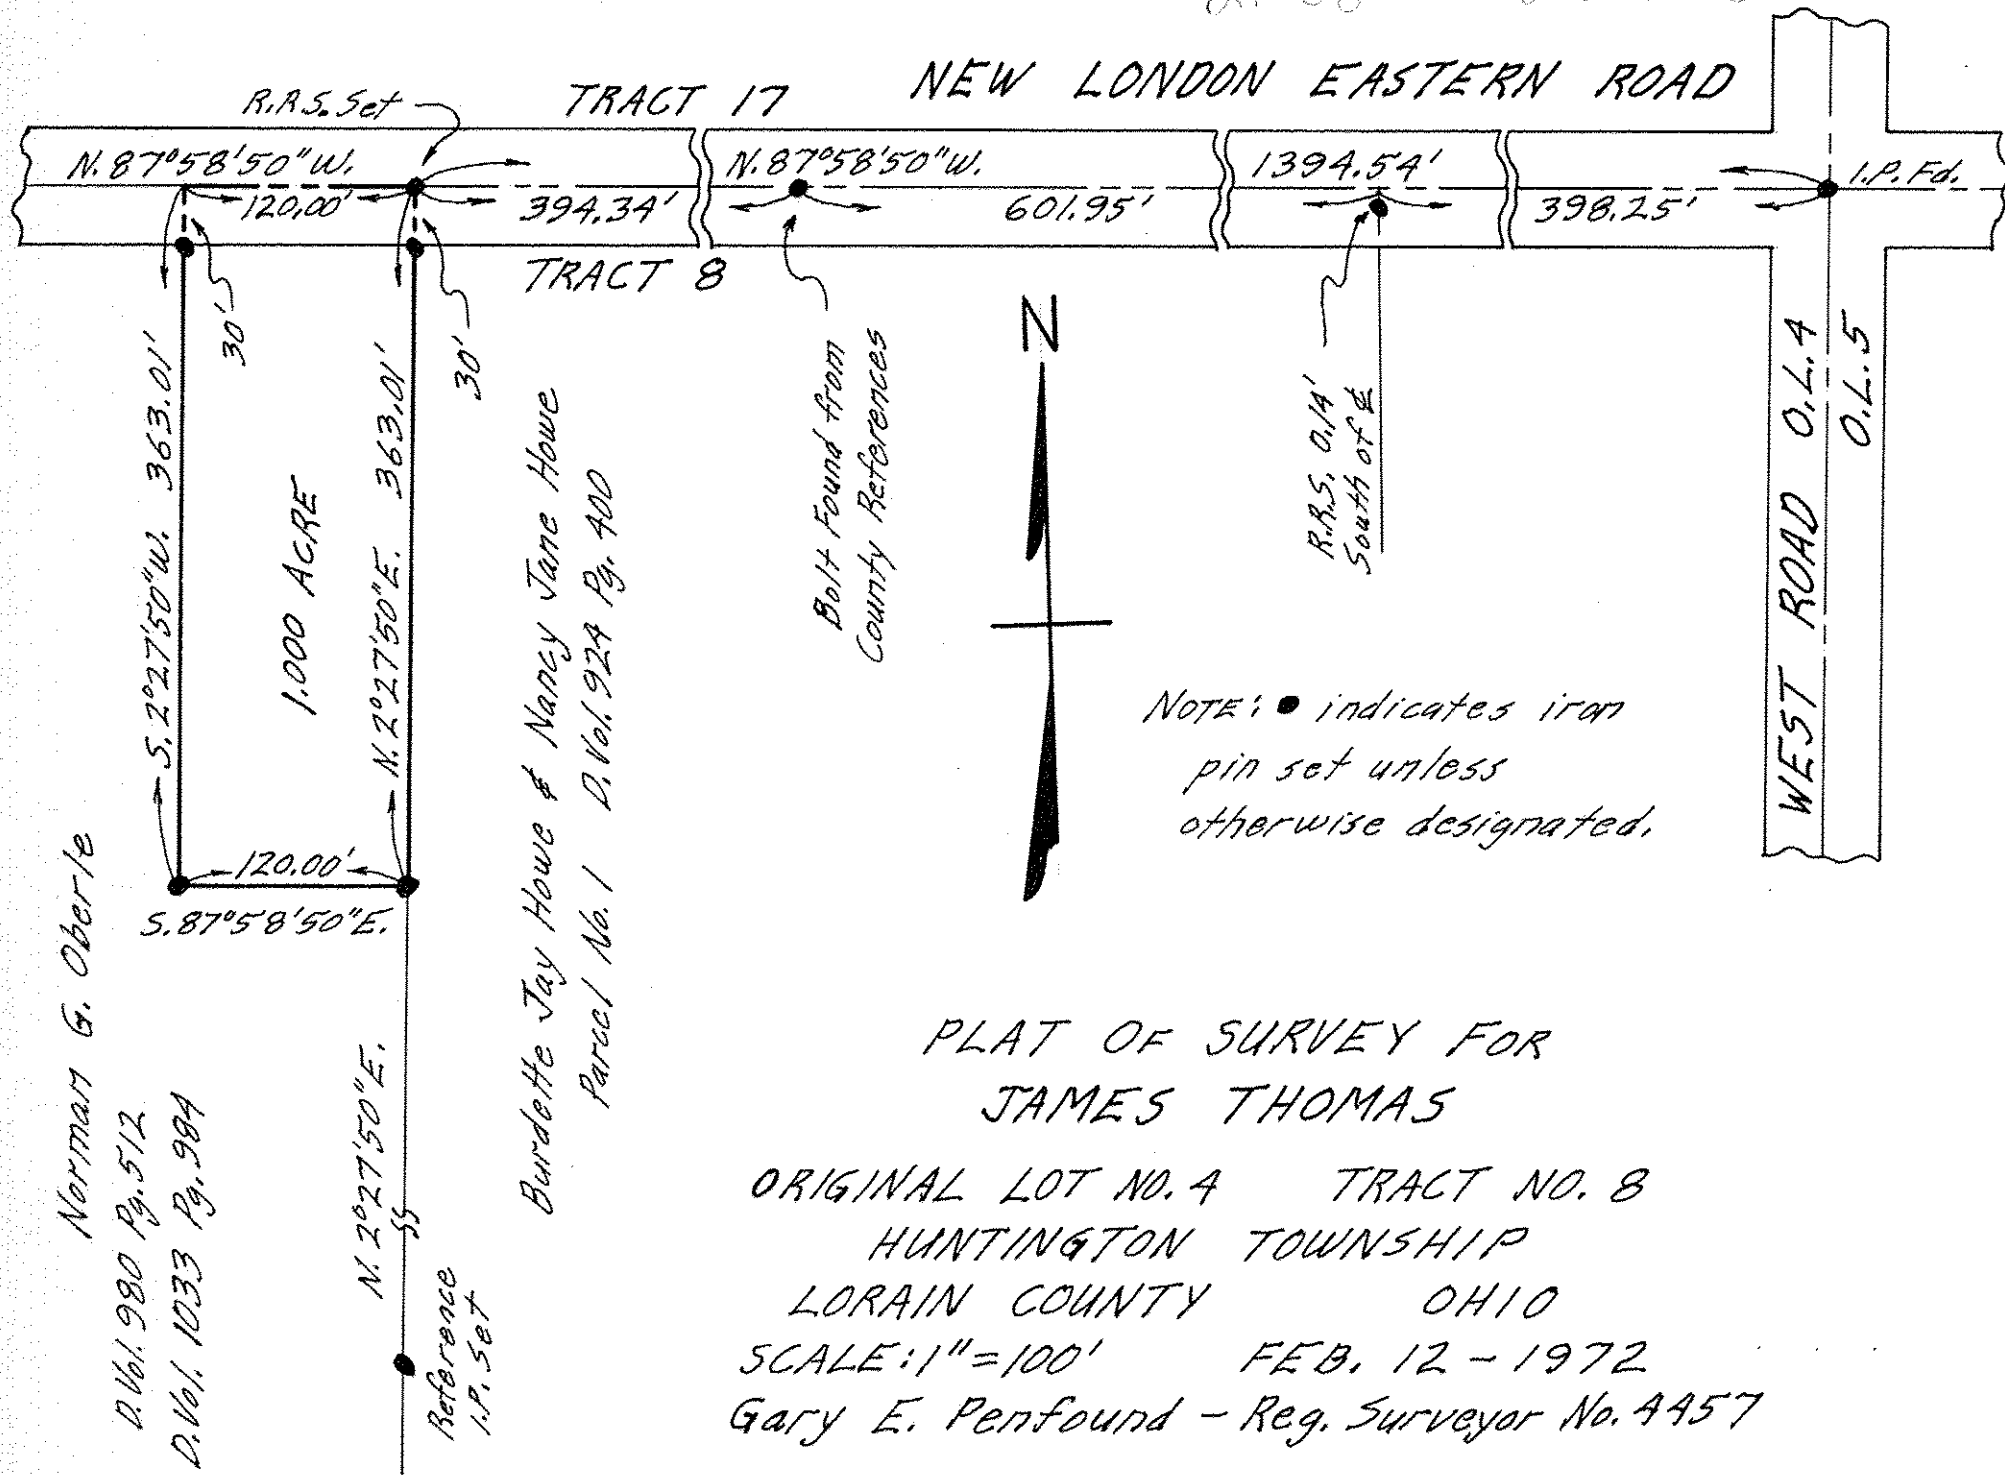 NEW LONDON EASTERN ROAD
R.R.S. Set
TRACT 17
N. 87°58'50"W.
N. 87°58'50"W.
1394.54'
I.P. Fd.
120.00'
394.34'
601.95'
398.25'
TRACT 8
30'
30'
S. 2°27'50"W. 363.01'
1.000 ACRE
N. 2°27'50"E. 363.01'
Burdette Jay Howe & Nancy Jane Howe
Parcel No. 1 D. Vol. 924 Pg. 400
Bolt Found from
County References
N
R.R.S. 0.14'
South of ℄
WEST ROAD O.L. 4
O.L. 5
NOTE: ● indicates iron
pin set unless
otherwise designated.
120.00'
S. 87°58'50"E.
Norman G. Oberle
D. Vol. 980 Pg. 512
D. Vol. 1033 Pg. 984
N. 2°27'50"E.
Reference
I.P. Set
PLAT OF SURVEY FOR
JAMES THOMAS
ORIGINAL LOT NO. 4 TRACT NO. 8
HUNTINGTON TOWNSHIP
LORAIN COUNTY OHIO
SCALE: 1"=100' FEB. 12 - 1972
Gary E. Penfound - Reg. Surveyor No. 4457